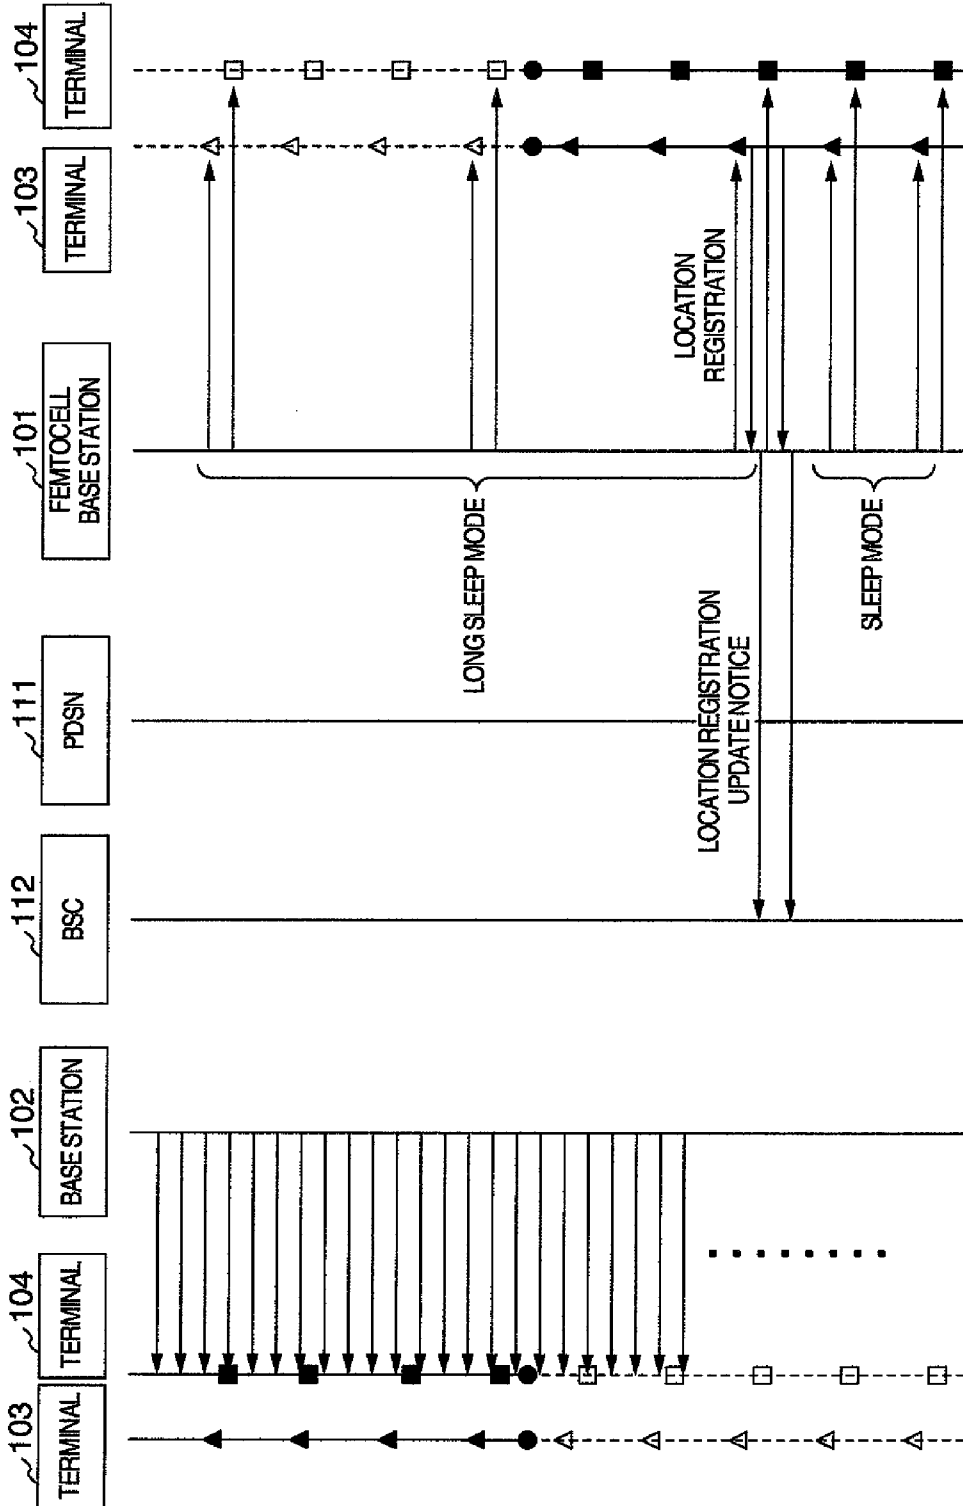 103
TERMINAL
104
TERMINAL
102
BASE STATION
112
BSC
111
PDSN
101
FEMTOCELL
BASE STATION
103
TERMINAL
104
TERMINAL
LONG SLEEP MODE
LOCATION
REGISTRATION
LOCATION REGISTRATION
UPDATE NOTICE
SLEEP MODE